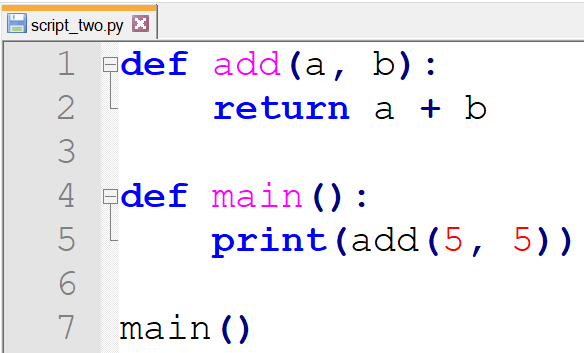 script_two.py
1 def add(a, b):
2     return a + b
3
4 def main():
5     print(add(5, 5))
6
7 main()